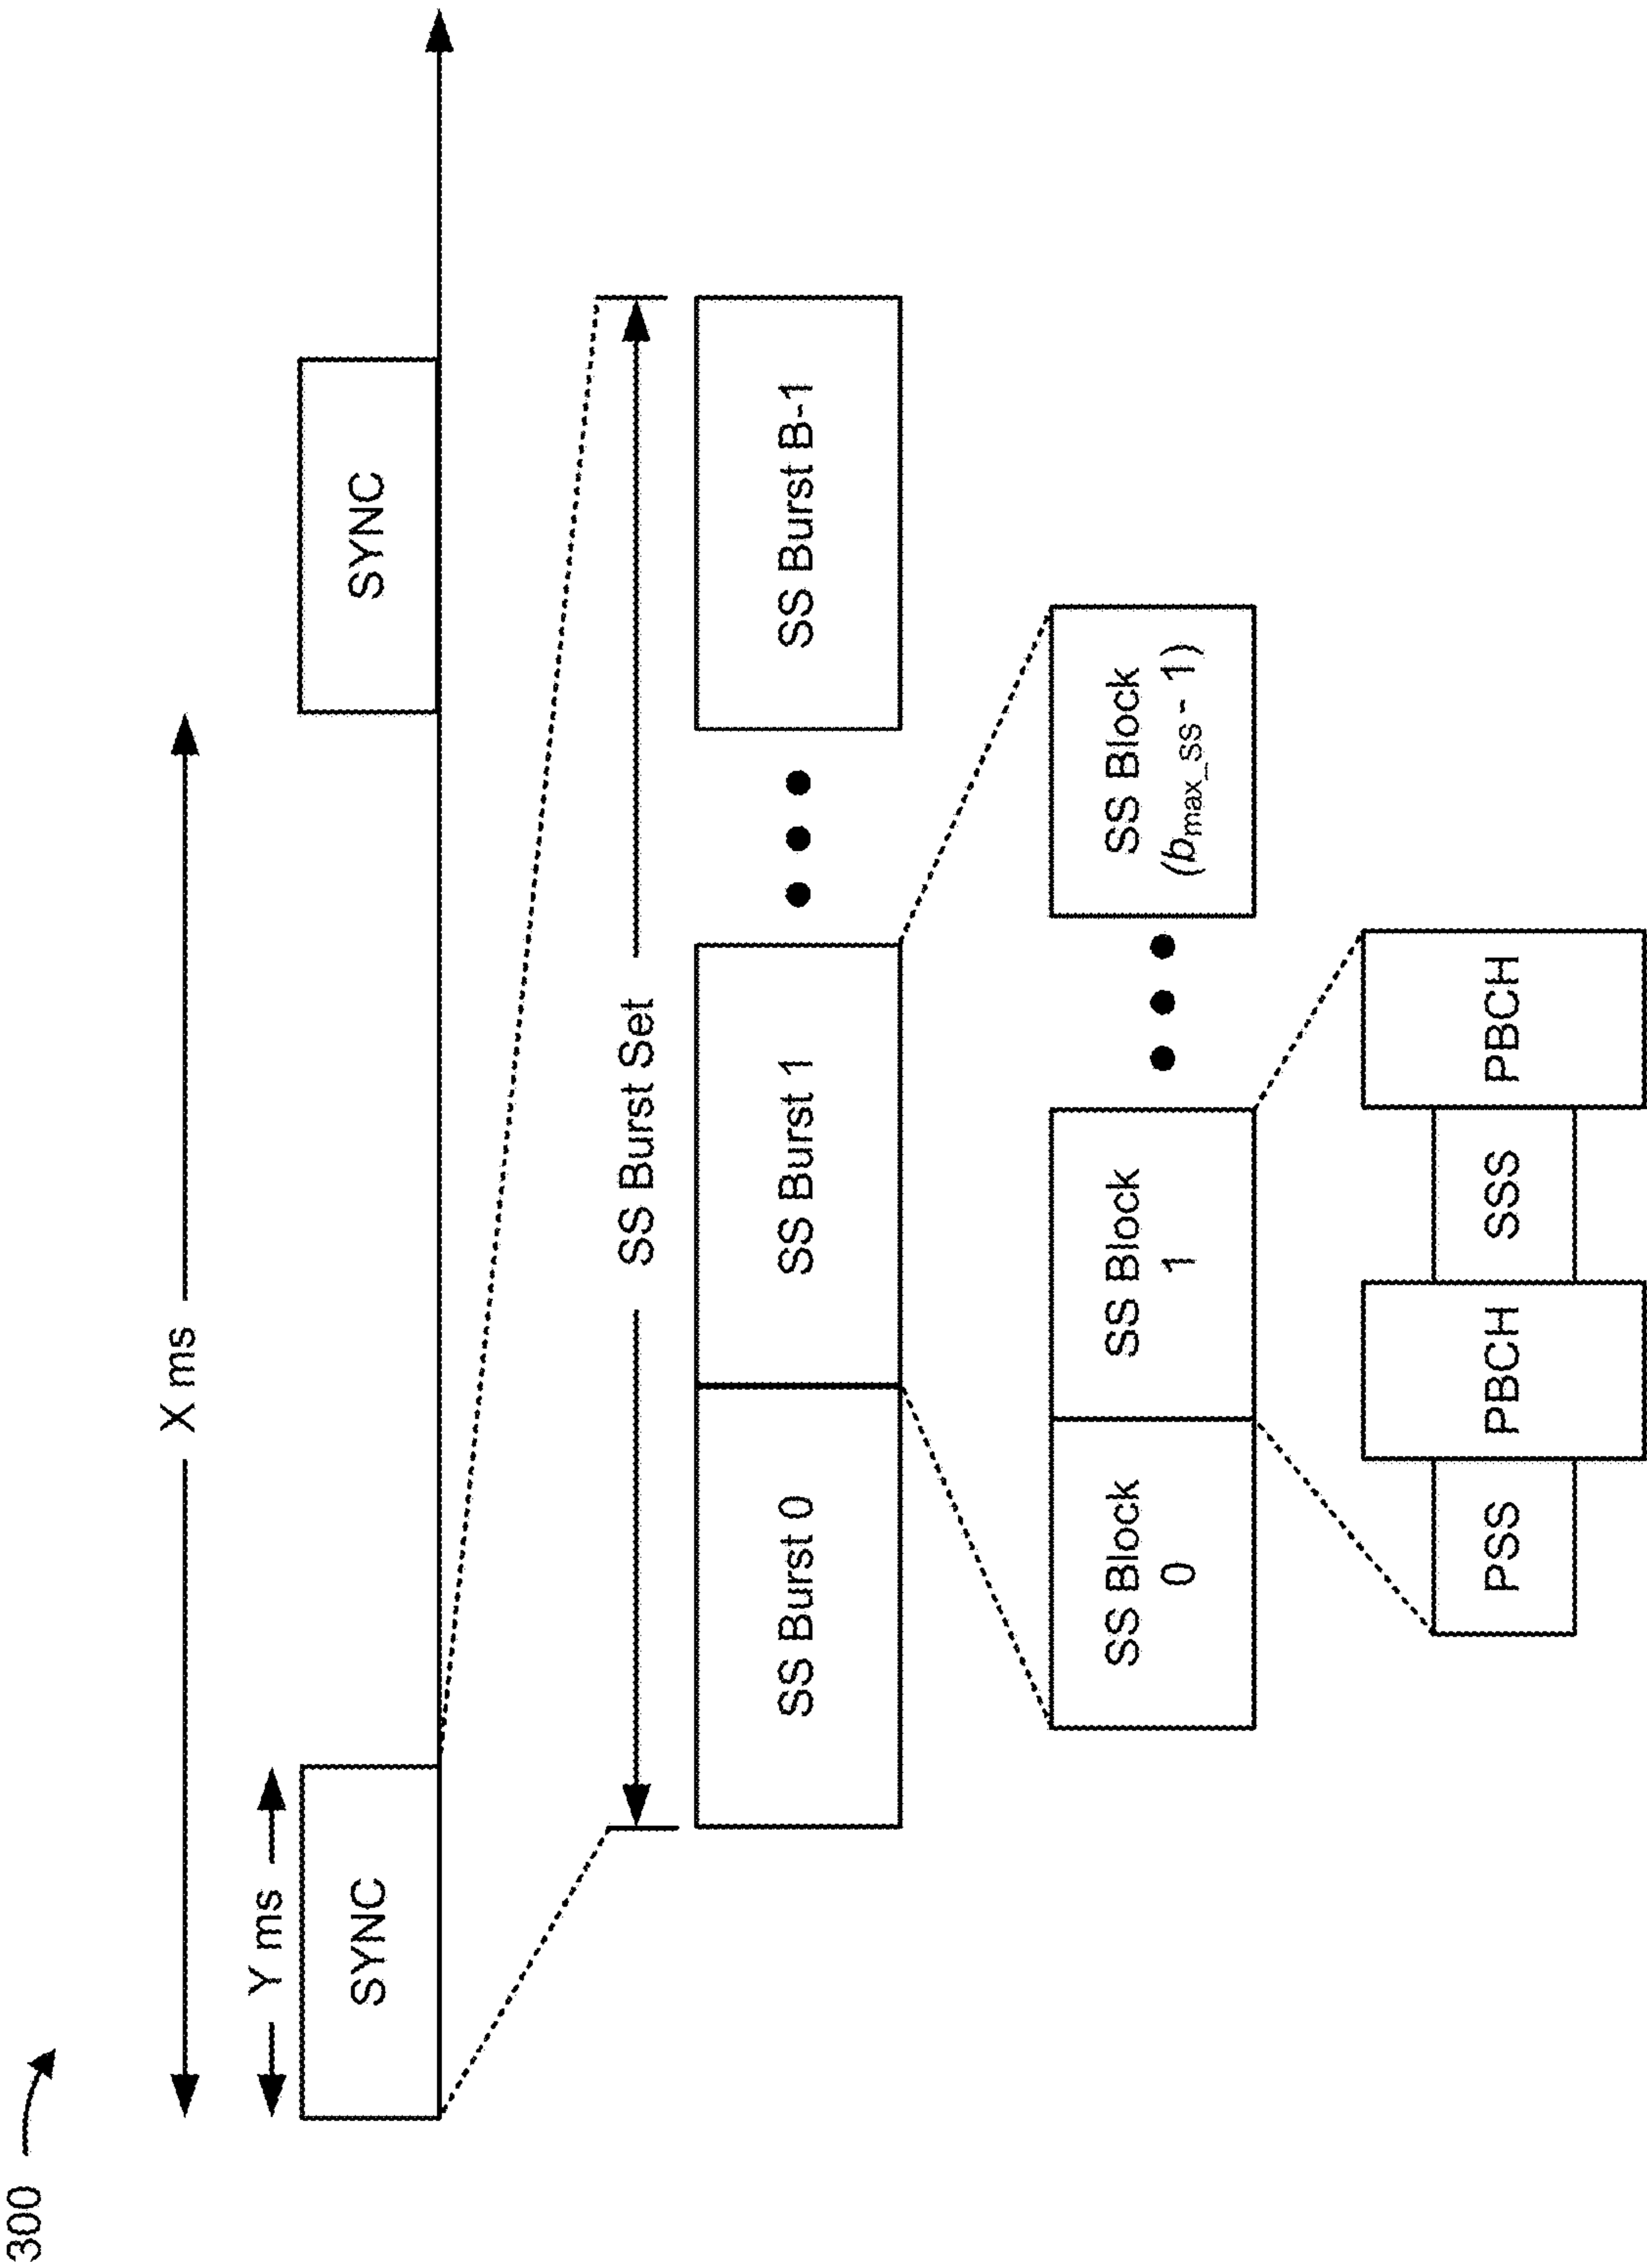 300
X ms
Y ms
SYNC
SYNC
SS Burst Set
SS Burst 0
SS Burst 1
SS Burst B-1
SS Block
0
SS Block
1
SS Block
(bmax_SS - 1)
PSS
PBCH
SSS
PBCH